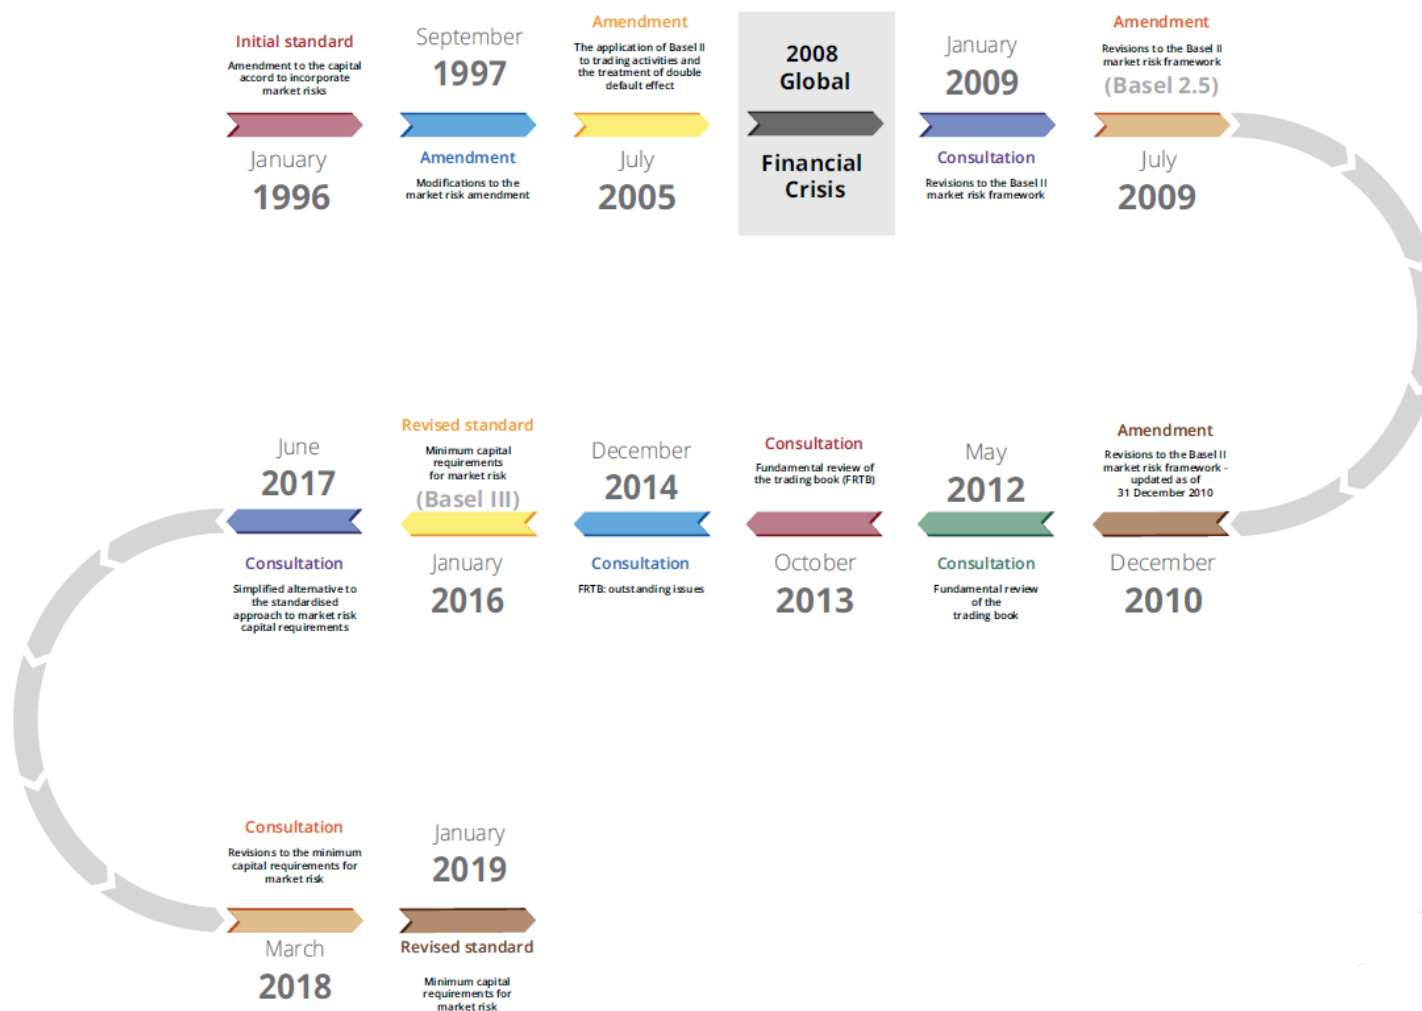 Initial standard
Amendment to the capital
accord to incorporate
market risks
January
1996
September
1997
Amendment
Modifications to the
market risk amendment
Amendment
The application of Basel II
to trading activities and
the treatment of double
default effect
July
2005
2008
Global
Financial
Crisis
January
2009
Consultation
Revisions to the Basel II
market risk framework
Amendment
Revisions to the Basel II
market risk framework
(Basel 2.5)
July
2009
Amendment
Revisions to the Basel II
market risk framework -
updated as of
31 December 2010
December
2010
May
2012
Consultation
Fundamental review
of the
trading book
Consultation
Fundamental review of
the trading book (FRTB)
October
2013
December
2014
Consultation
FRTB: outstanding issues
Revised standard
Minimum capital
requirements
for market risk
(Basel III)
January
2016
June
2017
Consultation
Simplified alternative to
the standardised
approach to market risk
capital requirements
Consultation
Revisions to the minimum
capital requirements for
market risk
March
2018
January
2019
Revised standard
Minimum capital
requirements for
market risk